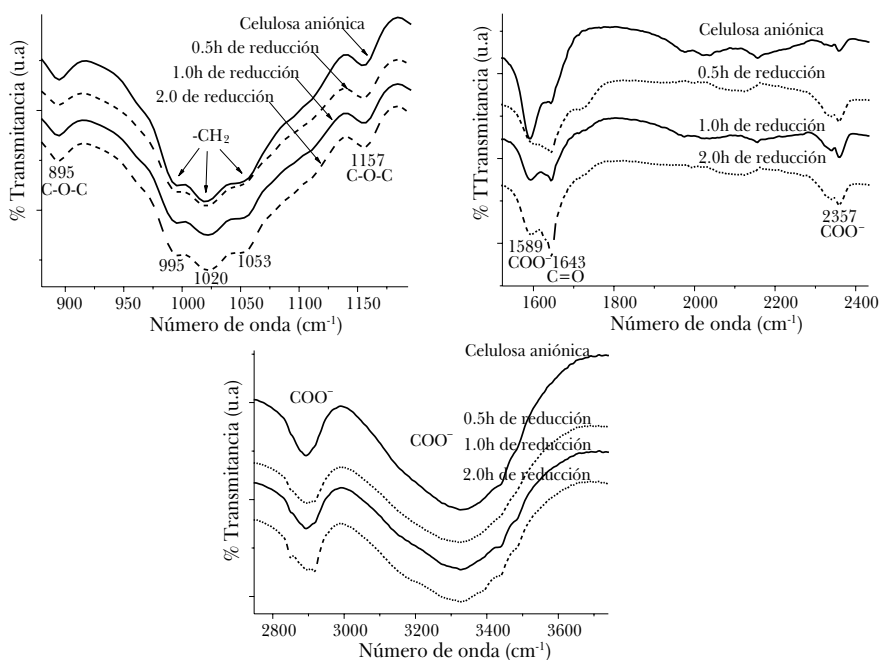 Celulosa aniónica
0.5h de reducción
1.0h de reducción
2.0 de reducción
-CH₂
895
C-O-C
1157
C-O-C
995
1020
1053
900
950
1000
1050
1100
1150
Número de onda (cm⁻¹)
% Transmitancia (u.a)
Celulosa aniónica
0.5h de reducción
1.0h de reducción
2.0h de reducción
1589
COO⁻
1643
C=O
2357
COO⁻
1600
1800
2000
2200
2400
Número de onda (cm⁻¹)
% TTransmitancia (u.a)
Celulosa aniónica
COO⁻
COO⁻
0.5h de reducción
1.0h de reducción
2.0h de reducción
2800
3000
3200
3400
3600
Número de onda (cm⁻¹)
% Transmitancia (u.a)